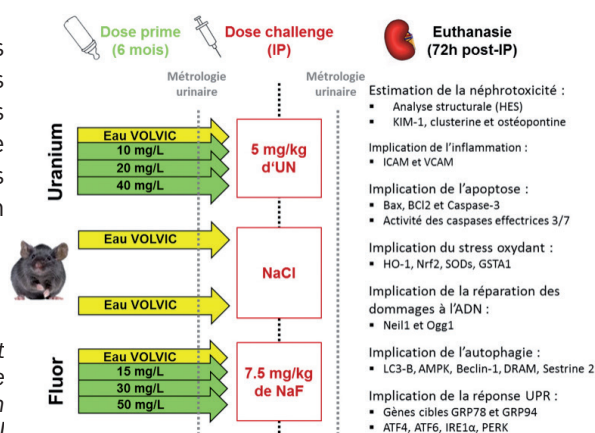 Dose prime
(6 mois)
Dose challenge
(IP)
Euthanasie
(72h post-IP)
Métrologie
urinaire
Métrologie
urinaire
Uranium
Eau VOLVIC
10 mg/L
20 mg/L
40 mg/L
5 mg/kg
d'UN
Eau VOLVIC
NaCl
Eau VOLVIC
Fluor
Eau VOLVIC
15 mg/L
30 mg/L
50 mg/L
7.5 mg/kg
de NaF
Estimation de la néphrotoxicité :
▪ Analyse structurale (HES)
▪ KIM-1, clusterine et ostéopontine
Implication de l'inflammation :
▪ ICAM et VCAM
Implication de l'apoptose :
▪ Bax, BCl2 et Caspase-3
▪ Activité des caspases effectrices 3/7
Implication du stress oxydant :
▪ HO-1, Nrf2, SODs, GSTA1
Implication de la réparation des
dommages à l'ADN :
▪ Neil1 et Ogg1
Implication de l'autophagie :
▪ LC3-B, AMPK, Beclin-1, DRAM, Sestrine 2
Implication de la réponse UPR :
▪ Gènes cibles GRP78 et GRP94
▪ ATF4, ATF6, IRE1α, PERK